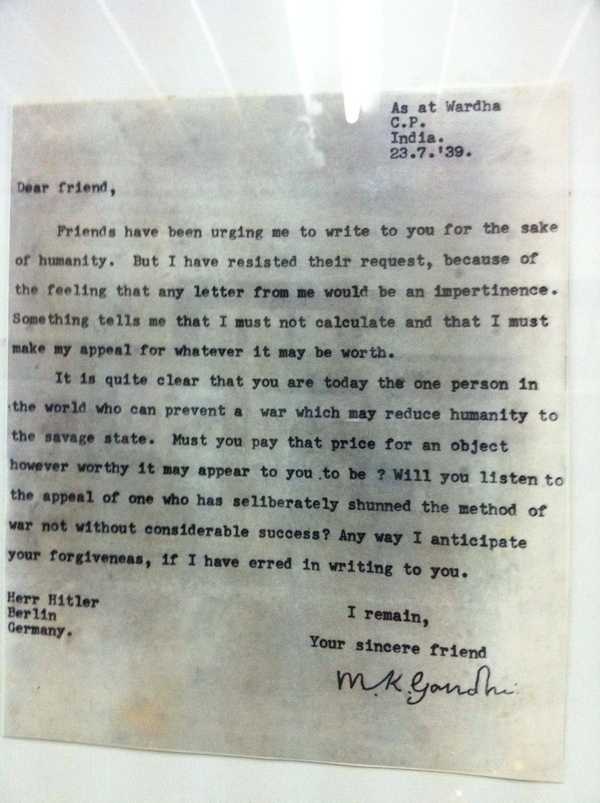 As at Wardha
C.P.
India.
23.7.'39.
Dear friend,
Friends have been urging me to write to you for the sake
of humanity. But I have resisted their request, because of
the feeling that any letter from me would be an impertinence.
Something tells me that I must not calculate and that I must
make my appeal for whatever it may be worth.
It is quite clear that you are today the one person in
the world who can prevent a war which may reduce humanity to
the savage state. Must you pay that price for an object
however worthy it may appear to you to be ? Will you listen to
the appeal of one who has seliberately shunned the method of
war not without considerable success? Any way I anticipate
your forgiveness, if I have erred in writing to you.
Herr Hitler
Berlin
Germany.
I remain,
Your sincere friend
M.K.Gandhi